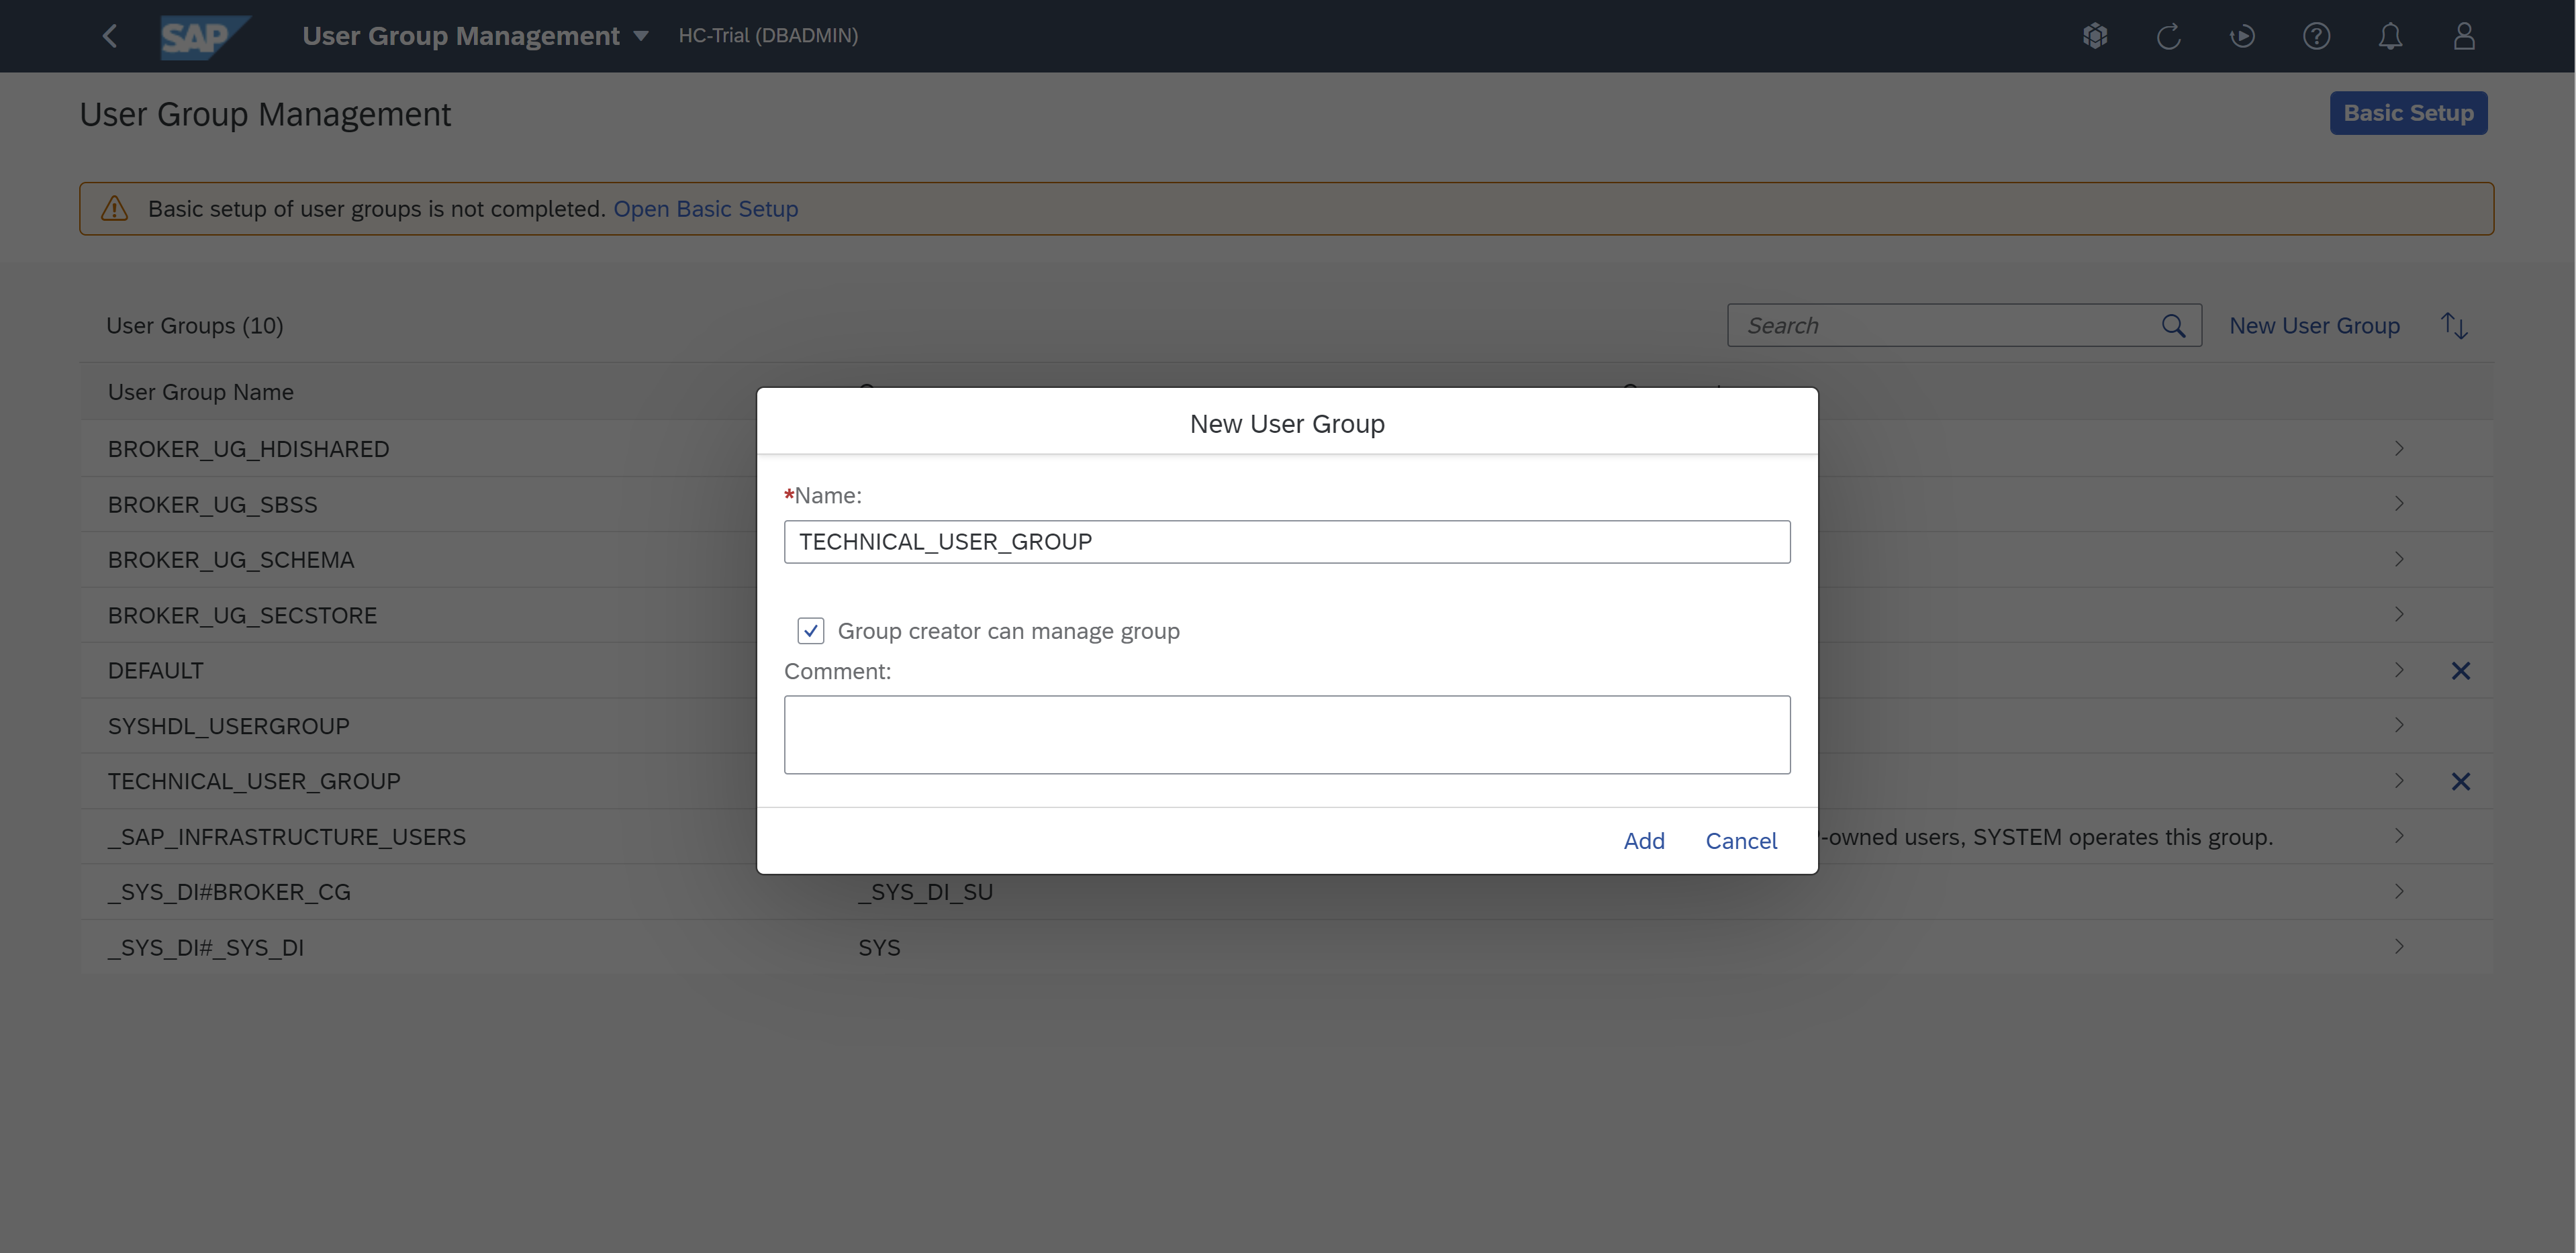 SAP User Group Management HC-Trial (DBADMIN)
User Group Management
Basic Setup
Basic setup of user groups is not completed. Open Basic Setup
User Groups (10)
Search
New User Group
User Group Name
BROKER_UG_HDISHARED
BROKER_UG_SBSS
BROKER_UG_SCHEMA
BROKER_UG_SECSTORE
DEFAULT
SYSHDL_USERGROUP
TECHNICAL_USER_GROUP
_SAP_INFRASTRUCTURE_USERS
-owned users, SYSTEM operates this group.
_SYS_DI#BROKER_CG _SYS_DI_SU
_SYS_DI#_SYS_DI SYS
New User Group
*Name:
TECHNICAL_USER_GROUP
Group creator can manage group
Comment:
Add Cancel